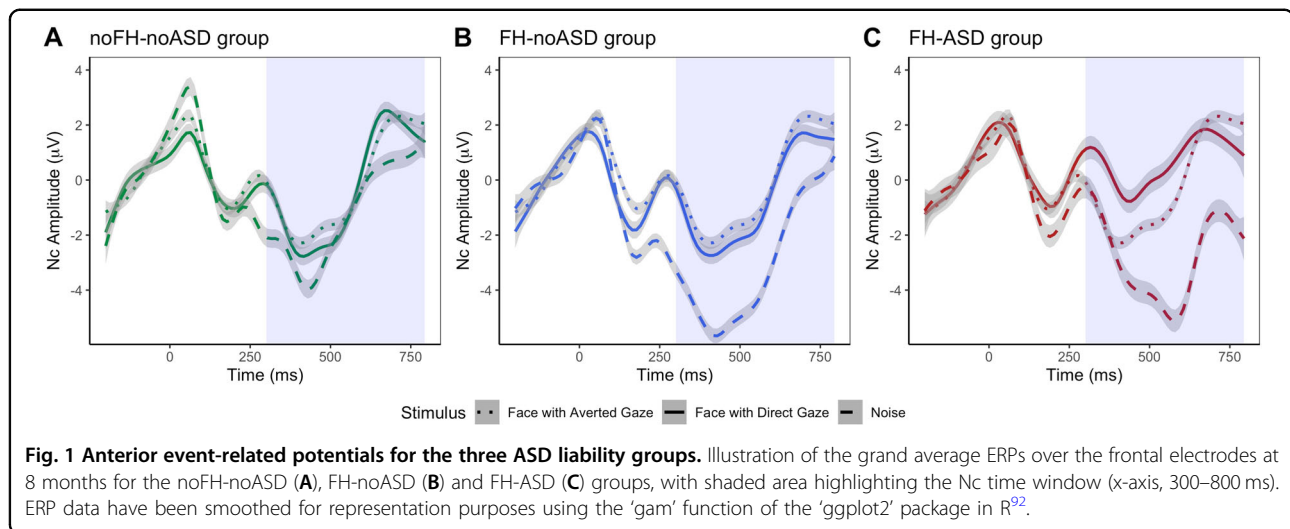 A noFH-noASD group
B FH-noASD group
C FH-ASD group
Nc Amplitude (μV)
4
2
0
-2
-4
0
250
500
750
Time (ms)
Nc Amplitude (μV)
4
2
0
-2
-4
0
250
500
750
Time (ms)
Nc Amplitude (μV)
4
2
0
-2
-4
0
250
500
750
Time (ms)
Stimulus Face with Averted Gaze Face with Direct Gaze Noise
Fig. 1 Anterior event-related potentials for the three ASD liability groups. Illustration of the grand average ERPs over the frontal electrodes at
8 months for the noFH-noASD (A), FH-noASD (B) and FH-ASD (C) groups, with shaded area highlighting the Nc time window (x-axis, 300–800 ms).
ERP data have been smoothed for representation purposes using the 'gam' function of the 'ggplot2' package in R92.